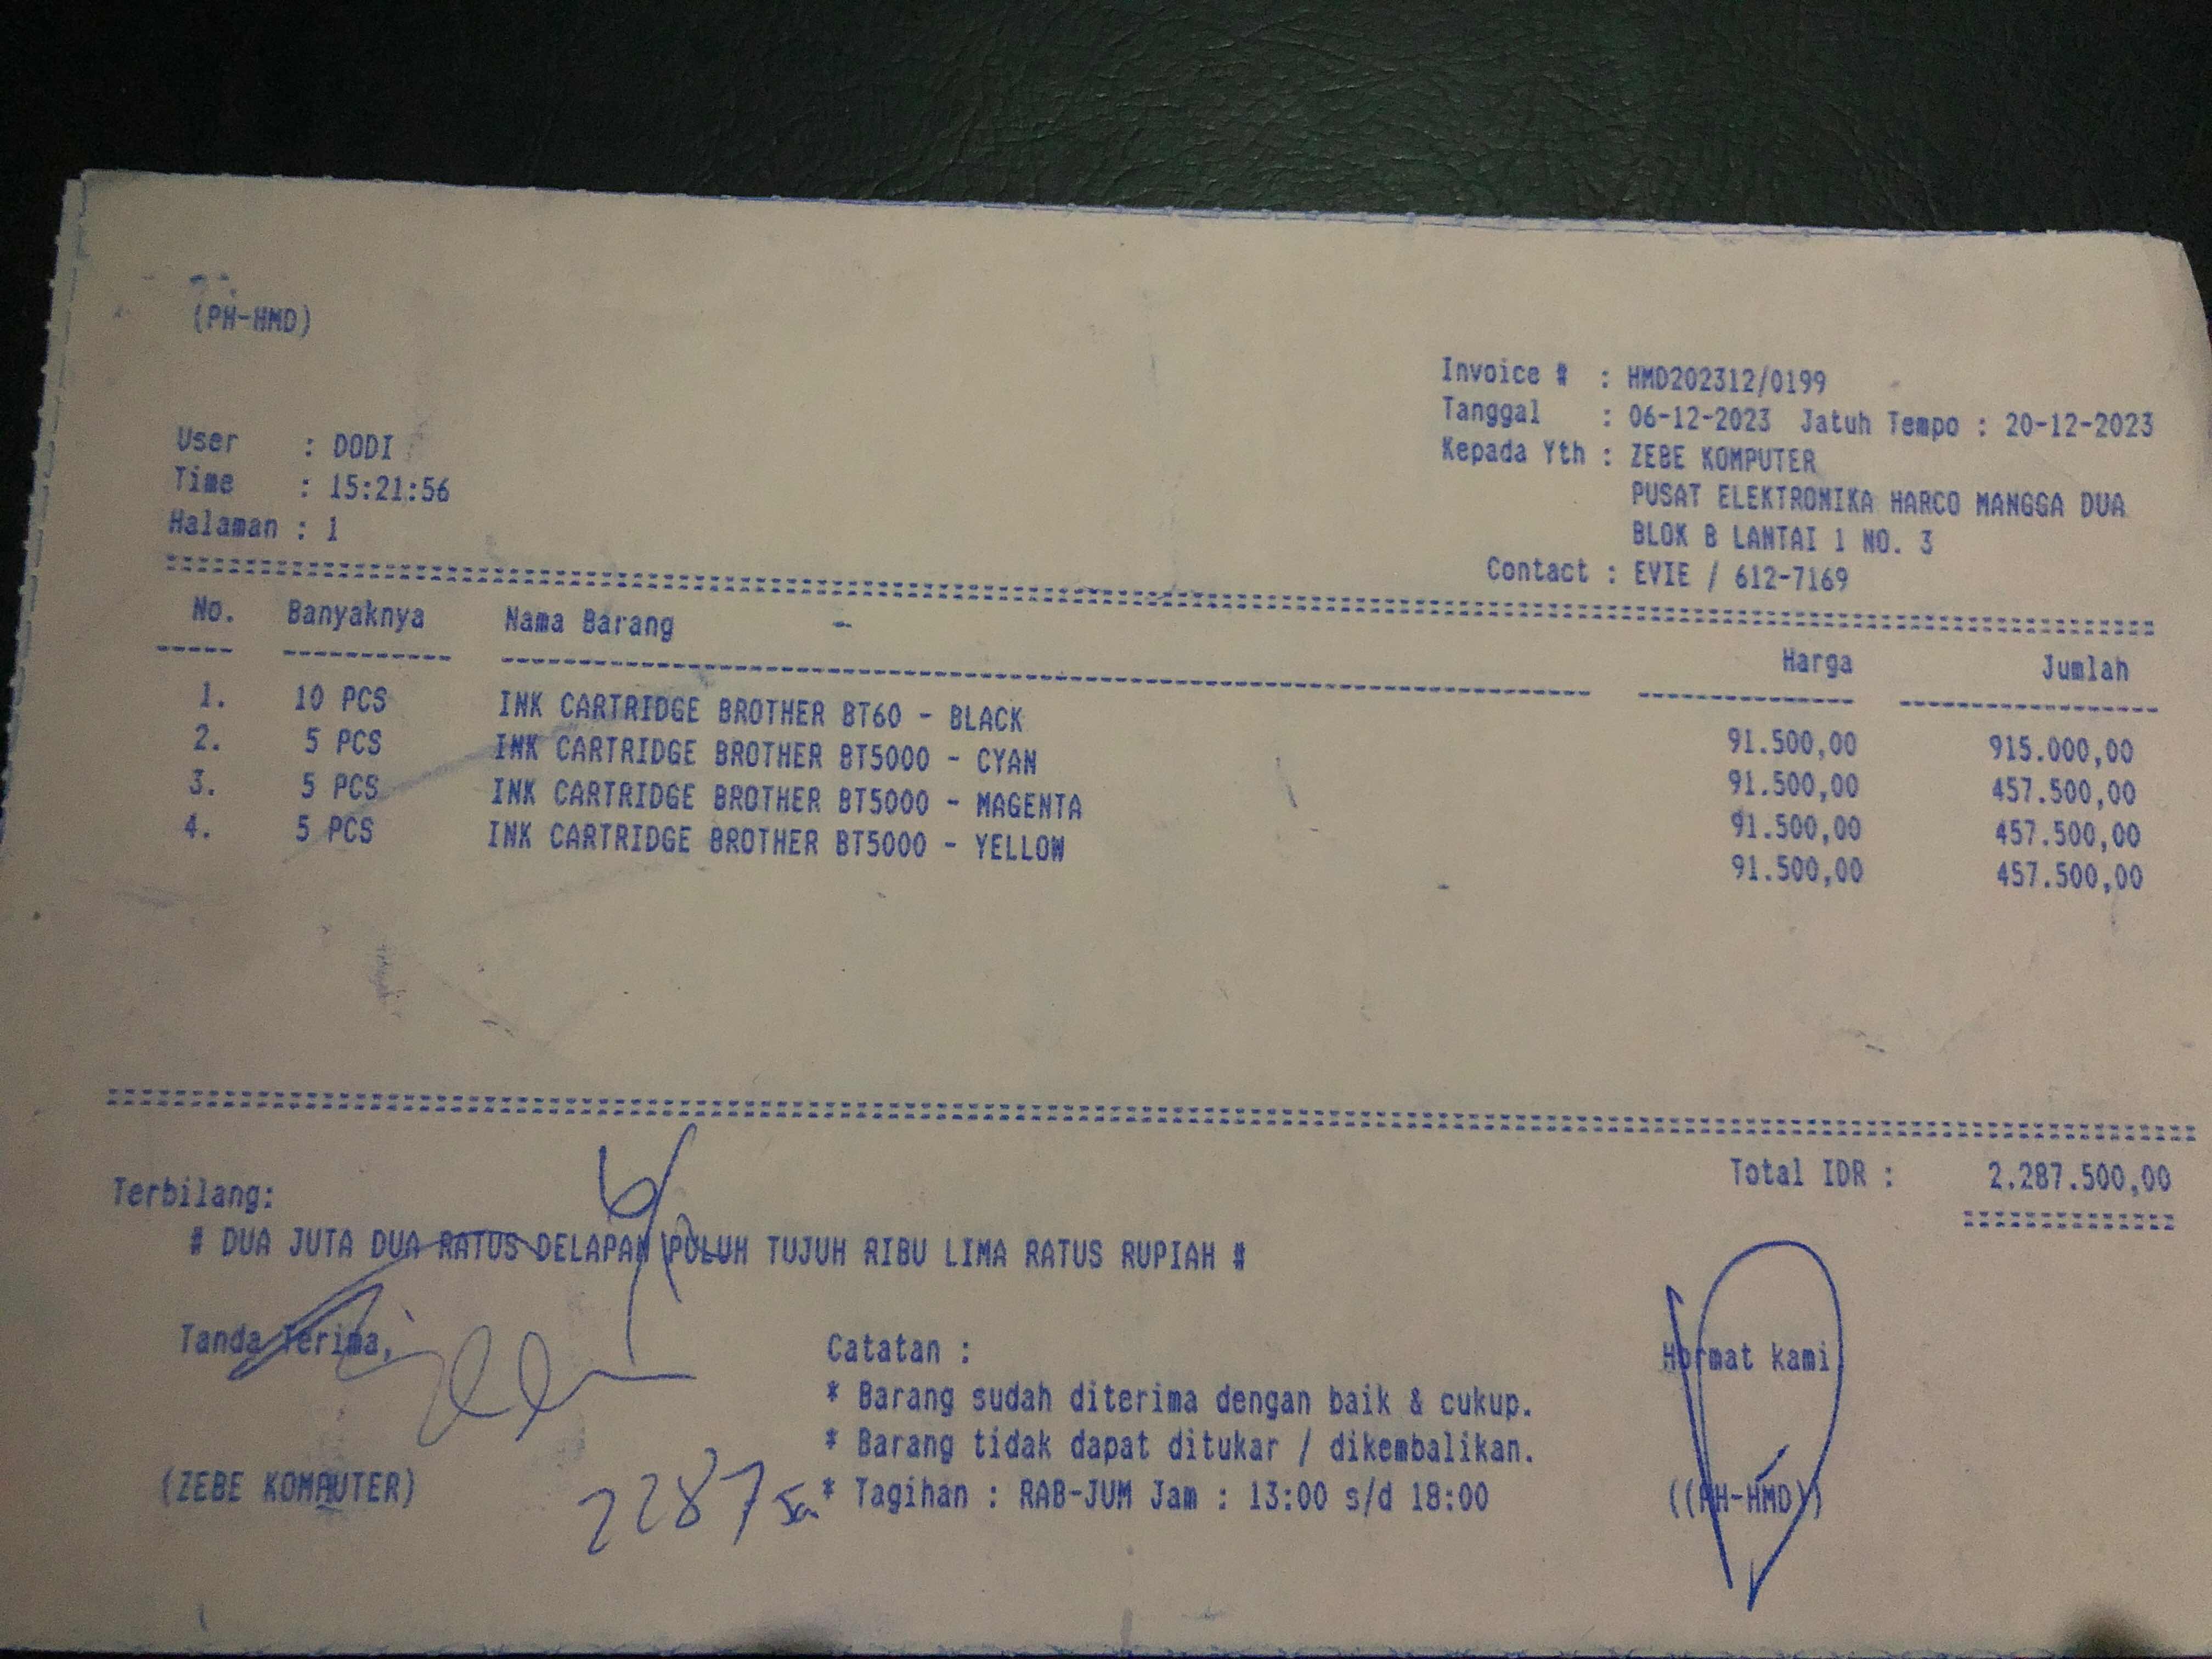 (PH-HMD)
Invoice # : HMD202312/0199
Tanggal : 06-12-2023 Jatuh Tempo : 20-12-2023
Kepada Yth : ZEBE KOMPUTER
PUSAT ELEKTRONIKA HARCO MANGGA DUA
BLOK B LANTAI 1 NO. 3
Contact : EVIE / 612-7169
User : DODI
Time : 15:21:56
Halaman : 1
No. Banyaknya Nama Barang Harga Jumlah
1. 10 PCS INK CARTRIDGE BROTHER BT60 - BLACK 91.500,00 915.000,00
2. 5 PCS INK CARTRIDGE BROTHER BT5000 - CYAN 91.500,00 457.500,00
3. 5 PCS INK CARTRIDGE BROTHER BT5000 - MAGENTA 91.500,00 457.500,00
4. 5 PCS INK CARTRIDGE BROTHER BT5000 - YELLOW 91.500,00 457.500,00
Total IDR : 2.287.500,00
Terbilang:
# DUA JUTA DUA RATUS DELAPAN PULUH TUJUH RIBU LIMA RATUS RUPIAH #
Tanda Terima,
(ZEBE KOMPUTER)
2287
Catatan :
* Barang sudah diterima dengan baik & cukup.
* Barang tidak dapat ditukar / dikembalikan.
* Tagihan : RAB-JUM Jam : 13:00 s/d 18:00
Hormat kami
((PH-HMD))